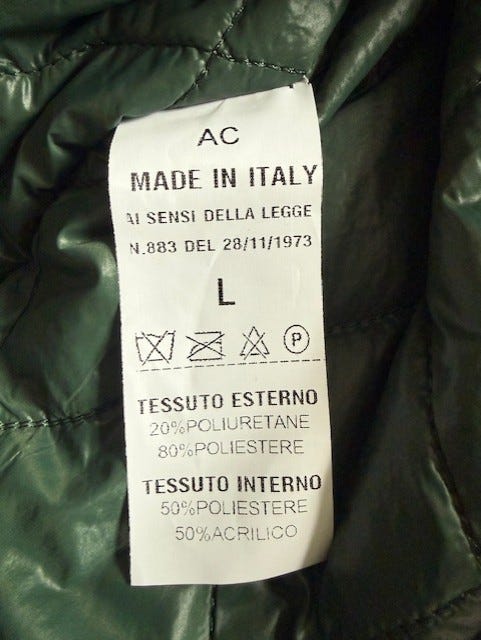 AC
MADE IN ITALY
AI SENSI DELLA LEGGE
N.883 DEL 28/11/1973
L
P
TESSUTO ESTERNO
20%POLIURETANE
80%POLIESTERE
TESSUTO INTERNO
50%POLIESTERE
50%ACRILICO